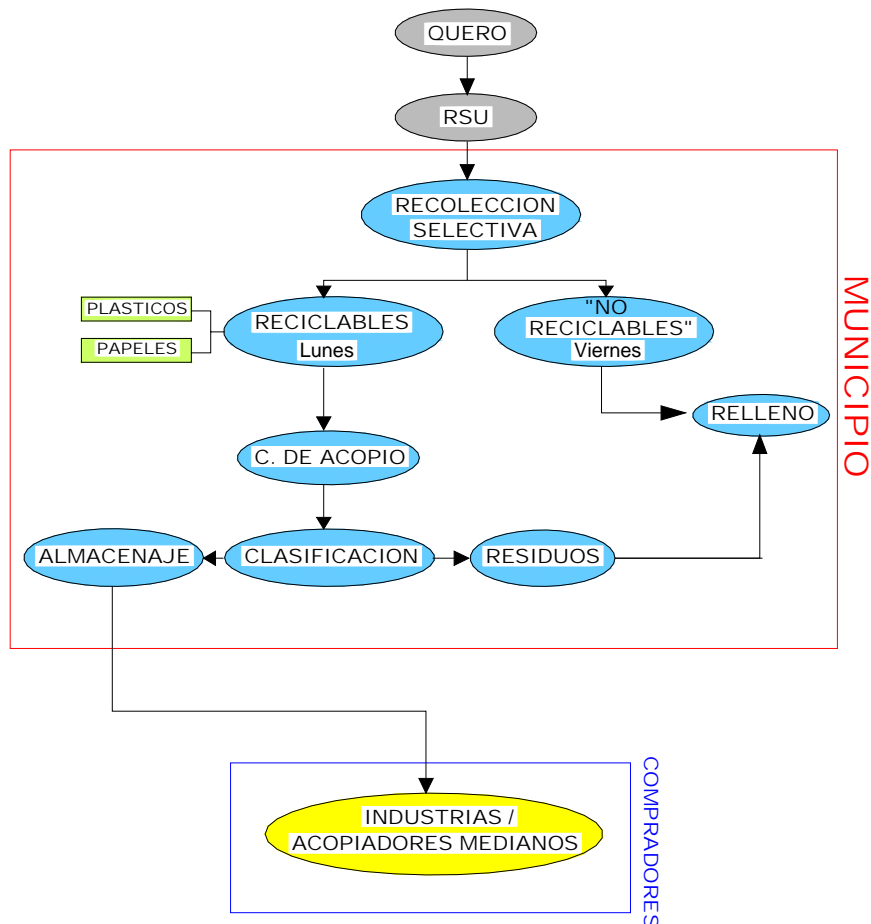 QUERO
RSU
RECOLECCION
SELECTIVA
PLASTICOS
PAPELES
RECICLABLES
Lunes
"NO
RECICLABLES"
Viernes
RELLENO
C. DE ACOPIO
ALMACENAJE
CLASIFICACION
RESIDUOS
MUNICIPIO
INDUSTRIAS /
ACOPIADORES MEDIANOS
COMPRADORES